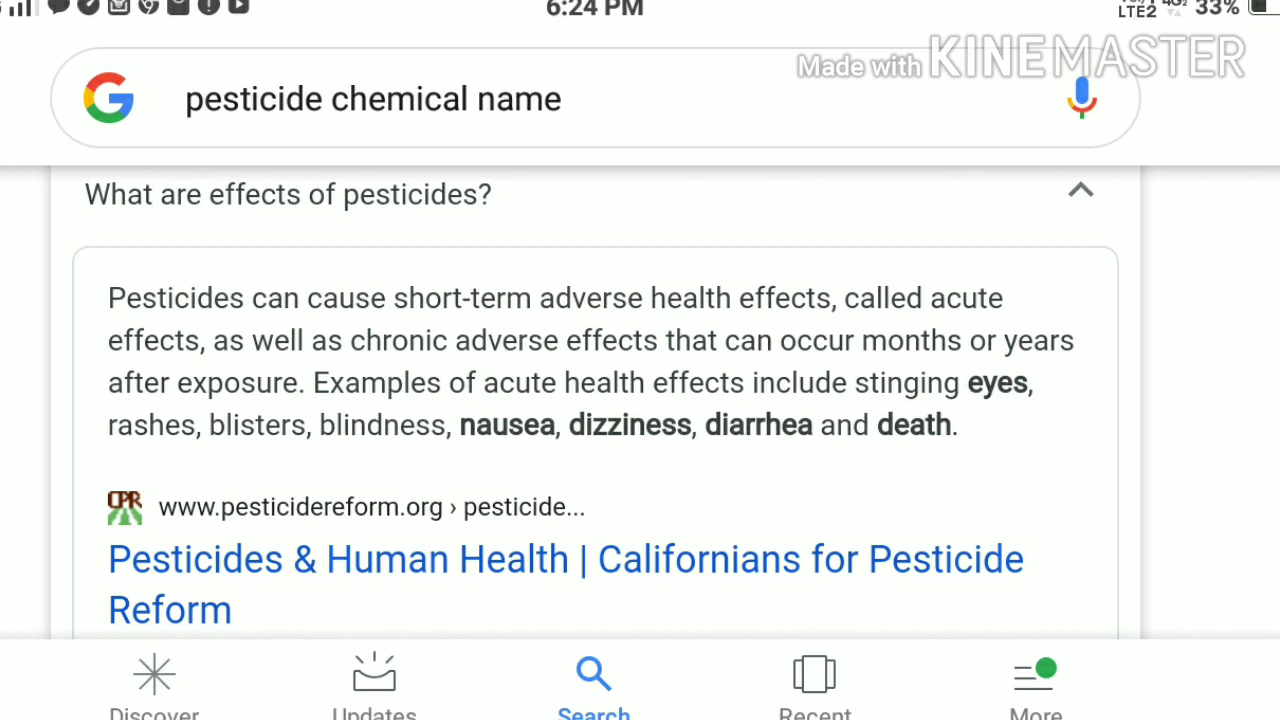 6:24 PM
LTE2
33%
Made with KINEMASTER
pesticide chemical name
What are effects of pesticides?
Pesticides can cause short-term adverse health effects, called acute
effects, as well as chronic adverse effects that can occur months or years
after exposure. Examples of acute health effects include stinging eyes,
rashes, blisters, blindness, nausea, dizziness, diarrhea and death.
CPR
www.pesticidereform.org › pesticide...
Pesticides & Human Health | Californians for Pesticide
Reform
Discover Updates Search Recent More